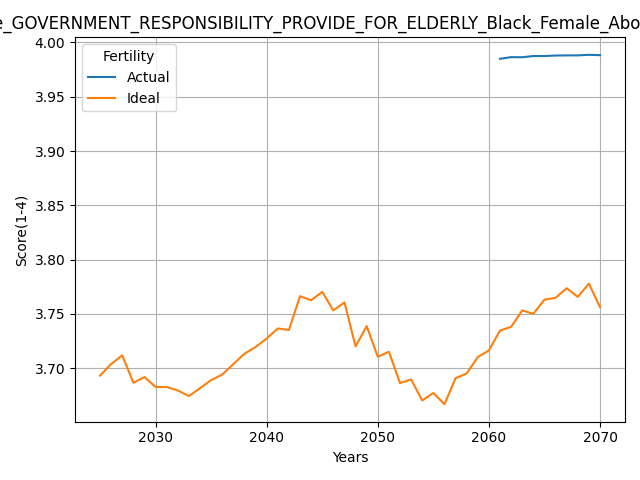 e_GOVERNMENT_RESPONSIBILITY_PROVIDE_FOR_ELDERLY_Black_Female_Abo
Fertility
Actual
Ideal
4.00
3.95
3.90
3.85
3.80
3.75
3.70
Score(1-4)
2030 2040 2050 2060 2070
Years